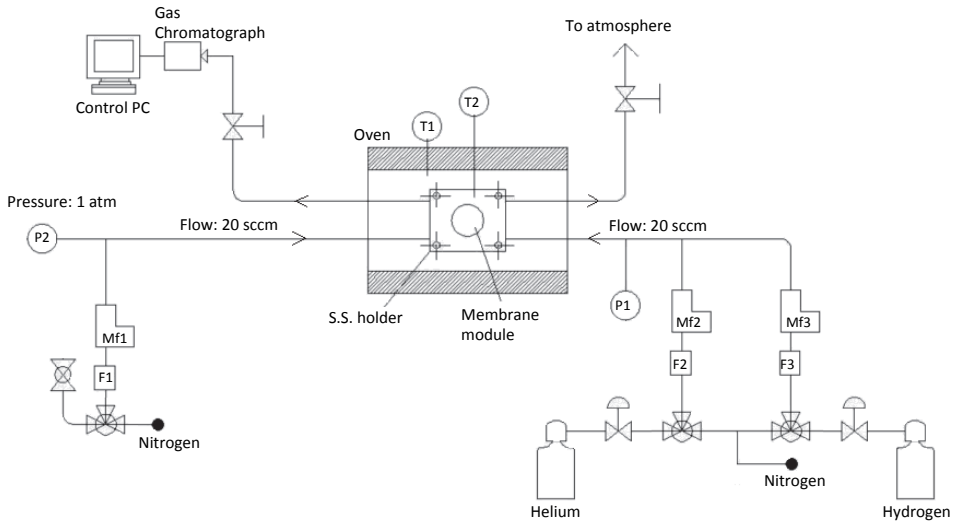 Gas
Chromatograph
To atmosphere
Control PC
T2
T1
Oven
Pressure: 1 atm
P2
Flow: 20 sccm
Flow: 20 sccm
P1
S.S. holder
Membrane
module
Mf1
Mf2
Mf3
F1
F2
F3
Nitrogen
Nitrogen
Helium
Hydrogen